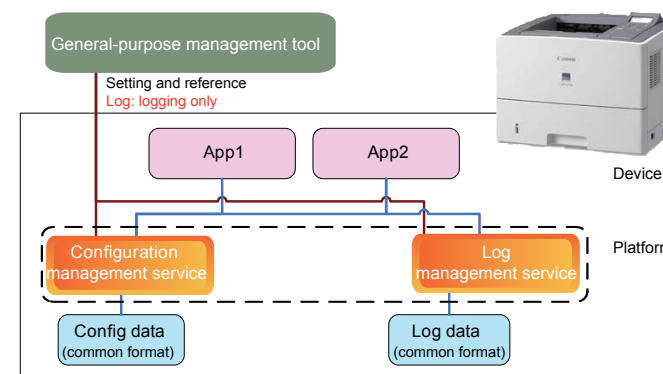 General-purpose management tool
Setting and reference
Log: logging only
Canon
App1
App2
Device
Configuration
management service
Log
management service
Platform
Config data
(common format)
Log data
(common format)